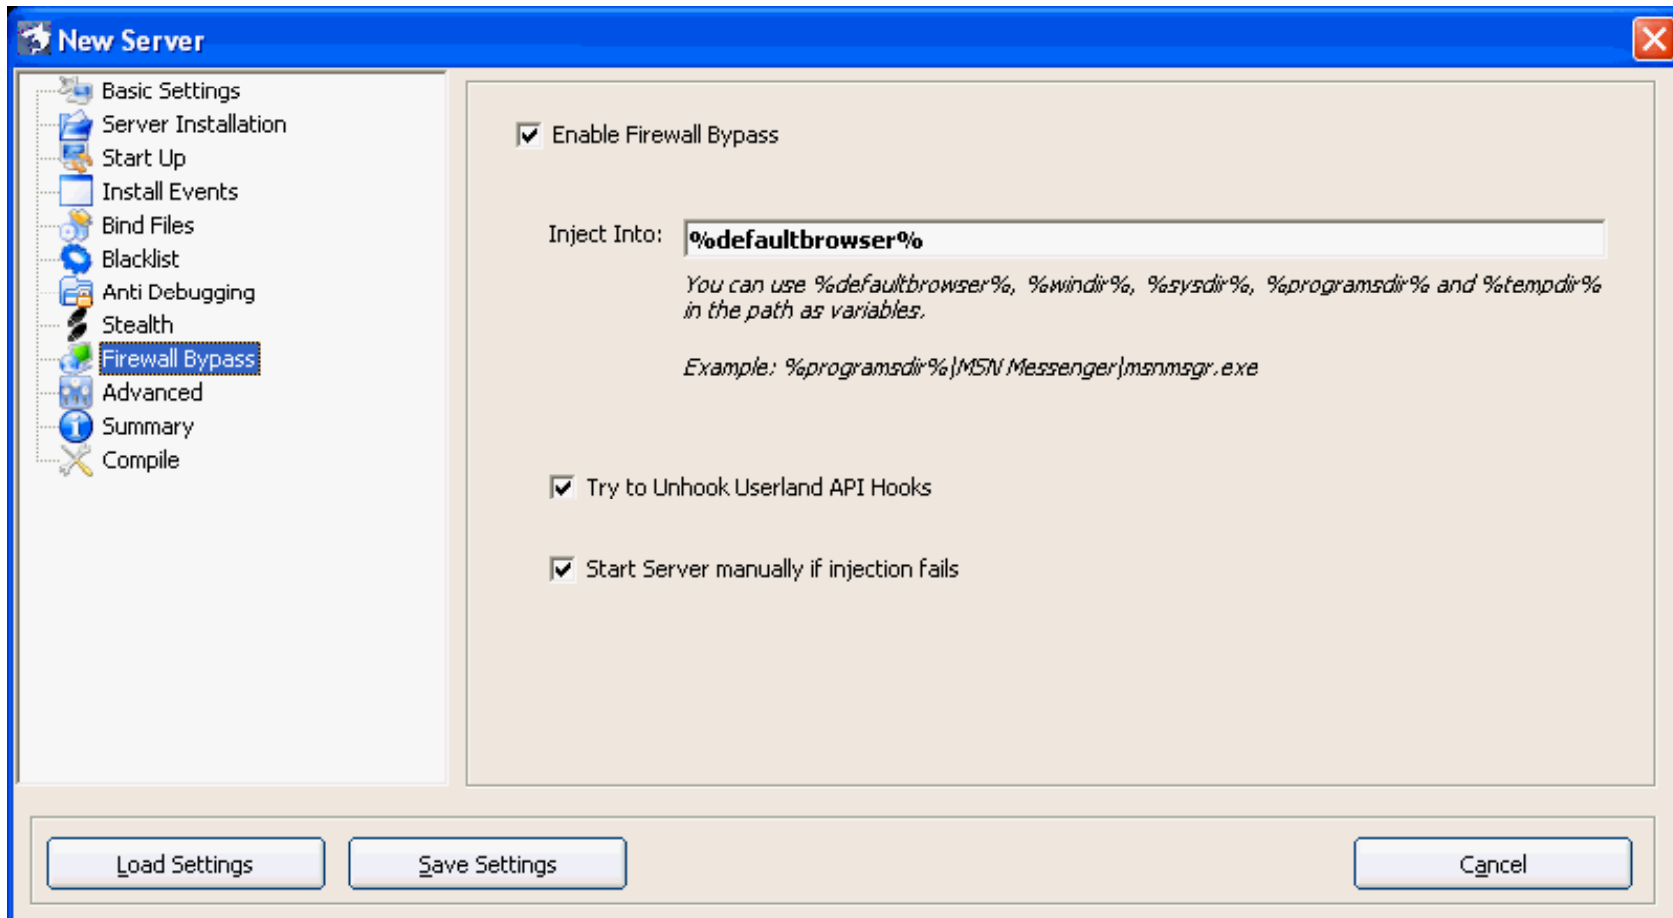 New Server
Basic Settings
Server Installation
Start Up
Install Events
Bind Files
Blacklist
Anti Debugging
Stealth
Firewall Bypass
Advanced
Summary
Compile
Enable Firewall Bypass
Inject Into: %defaultbrowser%
You can use %defaultbrowser%, %windir%, %sysdir%, %programsdir% and %tempdir%
in the path as variables.
Example: %programsdir%|MSN Messenger|msnmsgr.exe
Try to Unhook Userland API Hooks
Start Server manually if injection fails
Load Settings
Save Settings
Cancel